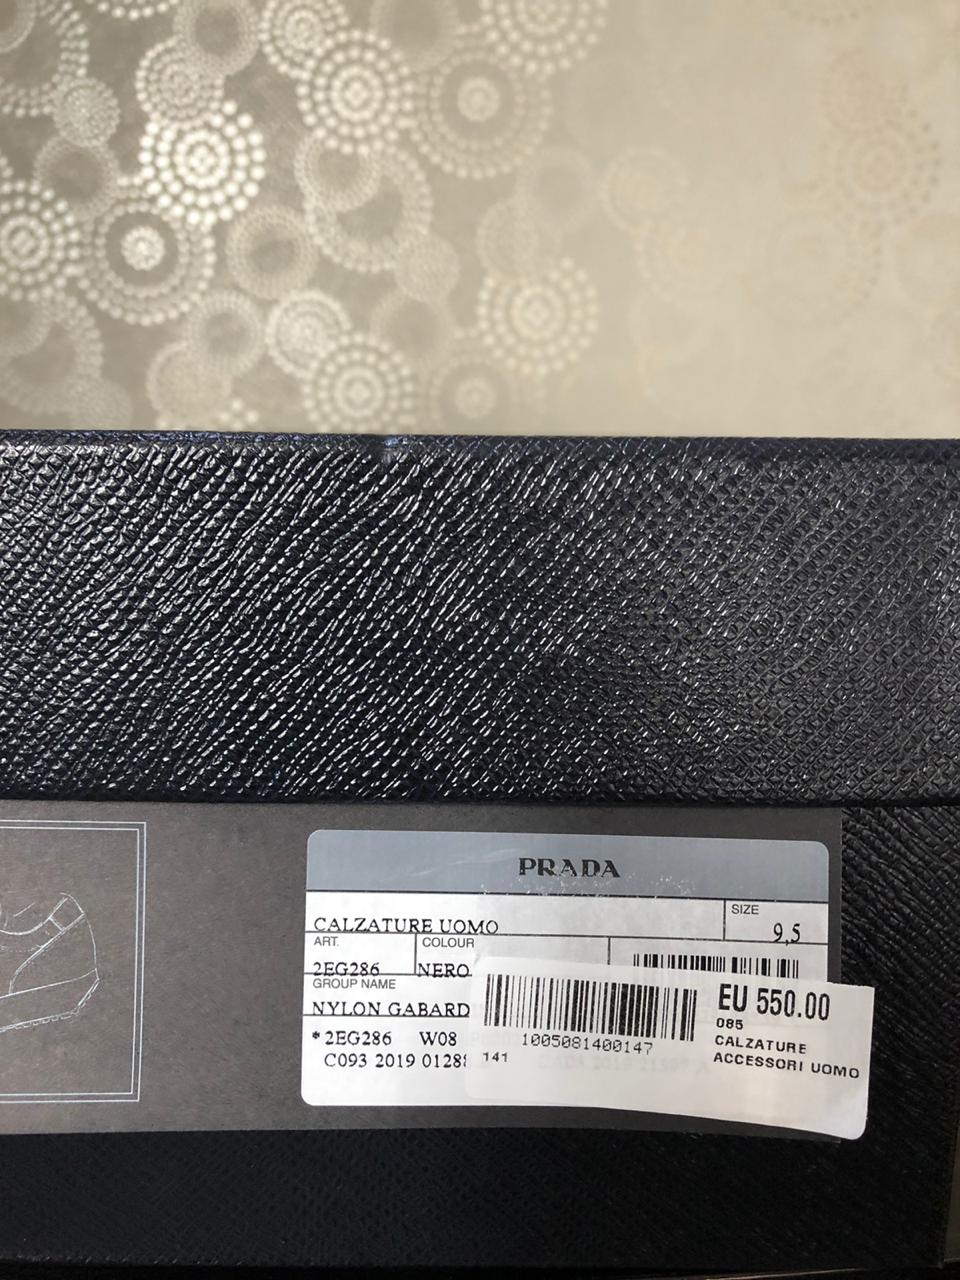 PRADA
CALZATURE UOMO
SIZE
9,5
ART.
2EG286
COLOUR
NERO
GROUP NAME
NYLON GABARD
*2EG286 W08
C093 2019 0128
EU 550.00
085
CALZATURE
ACCESSORI UOMO
1005081400147
141